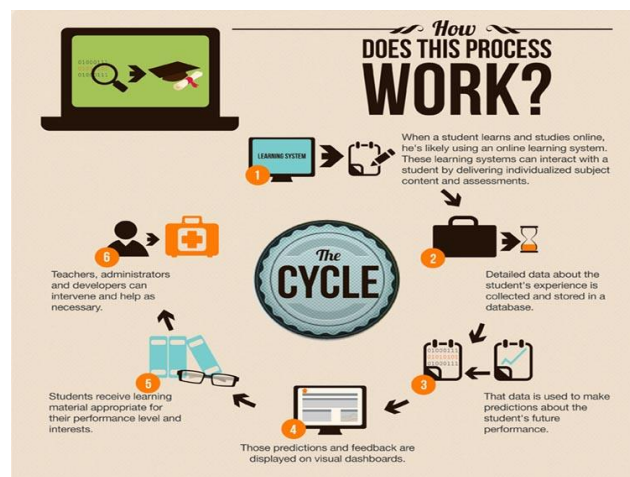 How
DOES THIS PROCESS
WORK?
LEARNING SYSTEM
1
When a student learns and studies online,
he's likely using an online learning system.
These learning systems can interact with a
student by delivering individualized subject
content and assessments.
2
Detailed data about the
student's experience is
collected and stored in a
database.
3
That data is used to make
predictions about the
student's future
performance.
4
Those predictions and feedback are
displayed on visual dashboards.
5
Students receive learning
material appropriate for
their performance level and
interests.
6
Teachers, administrators
and developers can
intervene and help as
necessary.
The
CYCLE